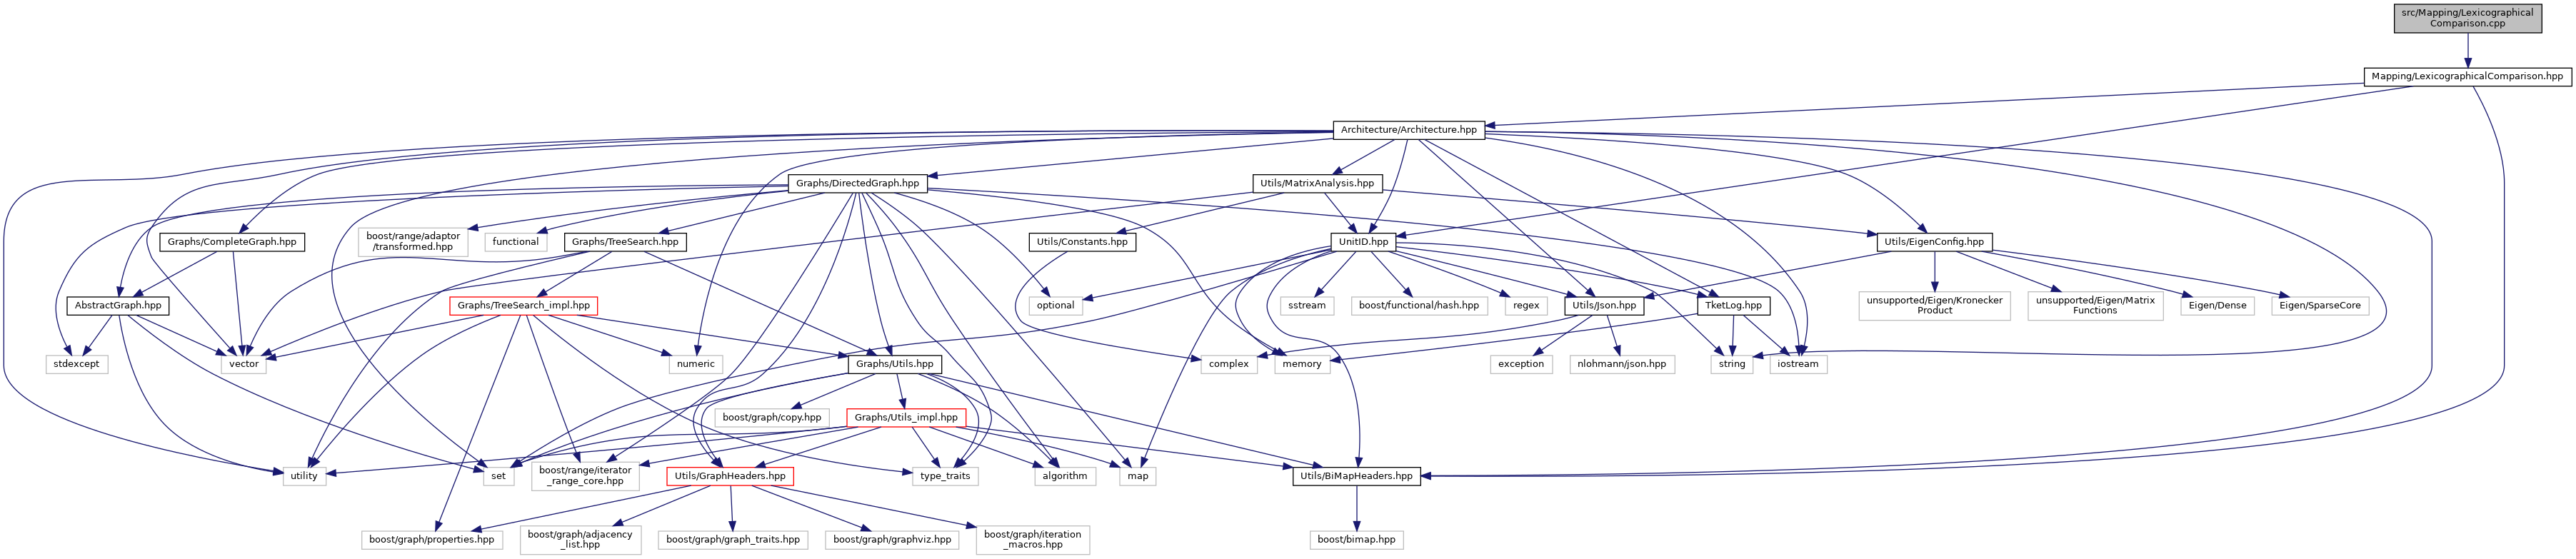 src/Mapping/Lexicographical
Comparison.cpp
Mapping/LexicographicalComparison.hpp
Architecture/Architecture.hpp
Graphs/DirectedGraph.hpp
Utils/MatrixAnalysis.hpp
Graphs/CompleteGraph.hpp
boost/range/adaptor
/transformed.hpp
functional
Graphs/TreeSearch.hpp
Utils/Constants.hpp
UnitID.hpp
Utils/EigenConfig.hpp
AbstractGraph.hpp
Graphs/TreeSearch_impl.hpp
optional
sstream
boost/functional/hash.hpp
regex
Utils/Json.hpp
TketLog.hpp
unsupported/Eigen/Kronecker
Product
unsupported/Eigen/Matrix
Functions
Eigen/Dense
Eigen/SparseCore
stdexcept
vector
numeric
Graphs/Utils.hpp
complex
memory
exception
nlohmann/json.hpp
string
iostream
boost/graph/copy.hpp
Graphs/Utils_impl.hpp
utility
set
boost/range/iterator
_range_core.hpp
Utils/GraphHeaders.hpp
type_traits
algorithm
map
Utils/BiMapHeaders.hpp
boost/graph/properties.hpp
boost/graph/adjacency
_list.hpp
boost/graph/graph_traits.hpp
boost/graph/graphviz.hpp
boost/graph/iteration
_macros.hpp
boost/bimap.hpp